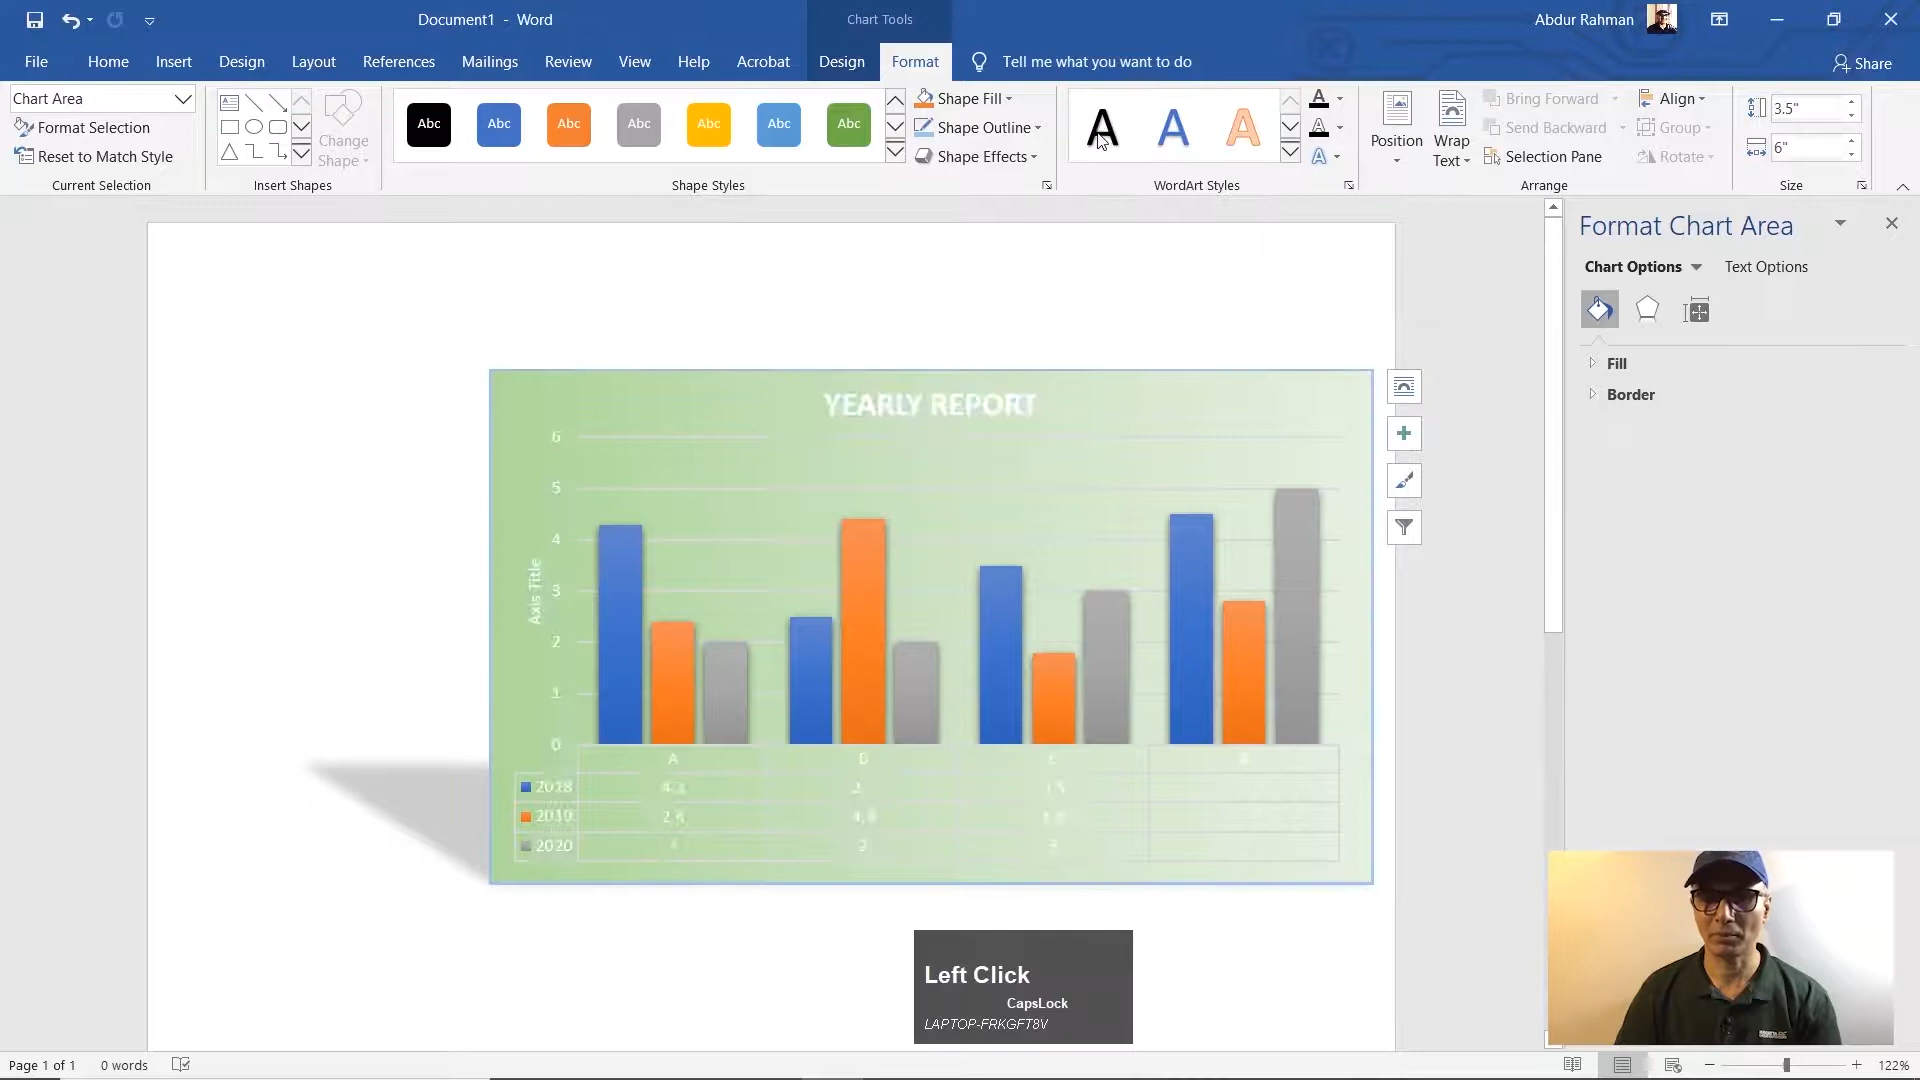 Document1 - Word
Chart Tools
Abdur Rahman
File
Home
Insert
Design
Layout
References
Mailings
Review
View
Help
Acrobat
Design
Format
Tell me what you want to do
Share
Chart Area
Format Selection
Reset to Match Style
Current Selection
Change
Shape
Insert Shapes
Abc
Abc
Abc
Abc
Abc
Abc
Abc
Shape Fill
Shape Outline
Shape Effects
Shape Styles
A
A
A
A
A
A
WordArt Styles
Position
Wrap
Text
Bring Forward
Send Backward
Selection Pane
Align
Group
Rotate
Arrange
3.5"
6"
Size
Format Chart Area
Chart Options
Text Options
Fill
Border
YEARLY REPORT
6
5
4
3
2
1
0
Axis Title
A
2018
2019
2020
2
3
Left Click
CapsLock
LAPTOP-FRKGFT8V
Page 1 of 1
0 words
122%